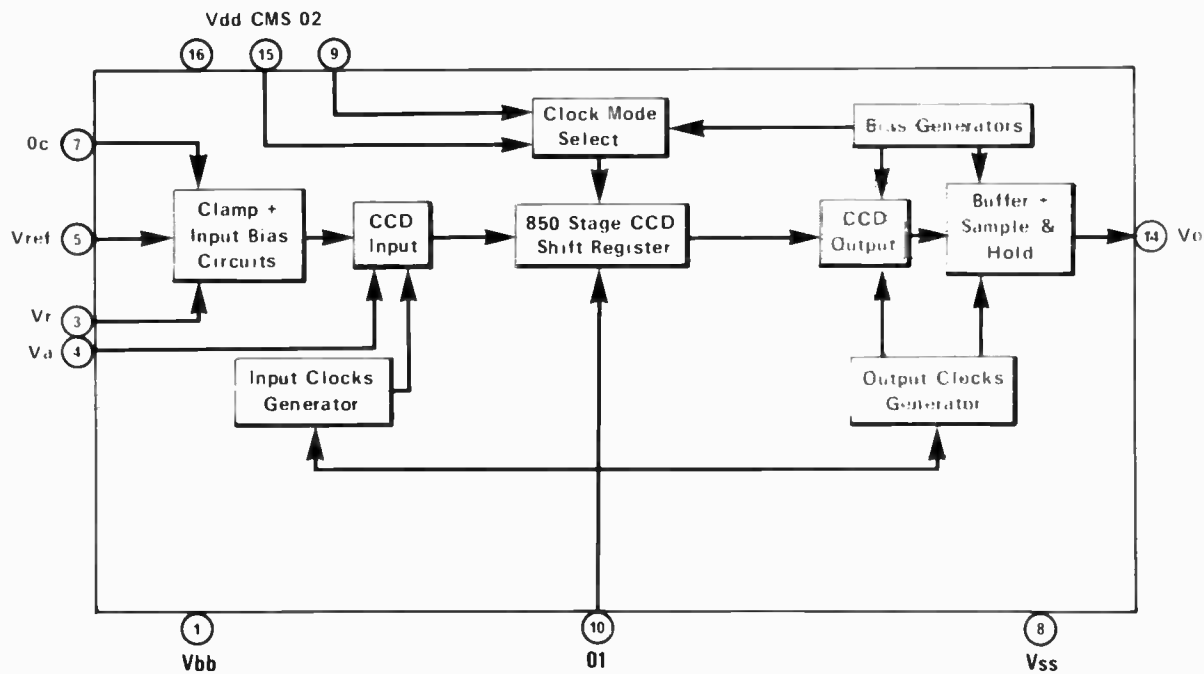 Vdd CMS 02
16 15 9
0c 7
Clock Mode
Select
Bias Generators
Vref 5
Clamp +
Input Bias
Circuits
CCD
Input
850 Stage CCD
Shift Register
CCD
Output
Buffer +
Sample &
Hold
14 Vo
Vr 3
Va 4
Input Clocks
Generator
Output Clocks
Generator
1
Vbb
10
01
8
Vss